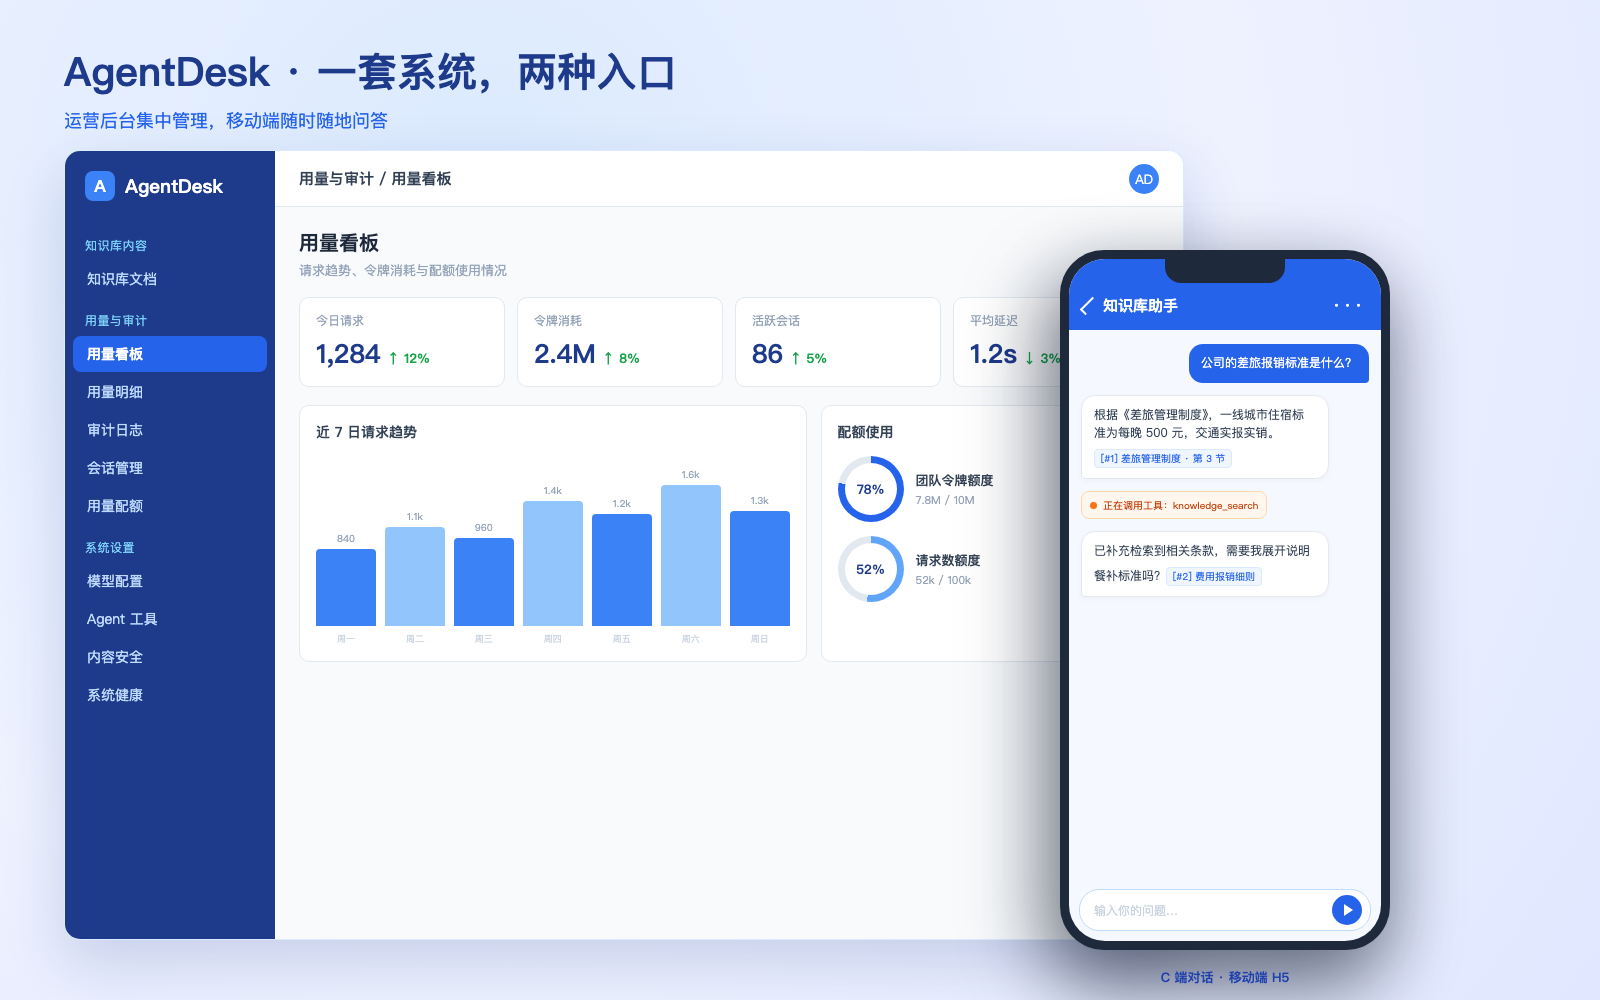 AgentDesk · 一套系统，两种入口
运营后台集中管理，移动端随时随地问答
A AgentDesk
知识库内容
知识库文档
用量与审计
用量看板
用量明细
审计日志
会话管理
用量配额
系统设置
模型配置
Agent 工具
内容安全
系统健康
用量与审计 / 用量看板
AD
用量看板
请求趋势、令牌消耗与配额使用情况
今日请求
1,284 ↑ 12%
令牌消耗
2.4M ↑ 8%
活跃会话
86 ↑ 5%
平均延迟
1.2s ↓ 3%
近 7 日请求趋势
840
1.1k
960
1.4k
1.2k
1.6k
1.3k
周一
周二
周三
周四
周五
周六
周日
配额使用
78%
团队令牌额度
7.8M / 10M
52%
请求数额度
52k / 100k
知识库助手
公司的差旅报销标准是什么？
根据《差旅管理制度》，一线城市住宿标
准为每晚 500 元，交通实报实销。
[#1] 差旅管理制度 · 第 3 节
正在调用工具：knowledge_search
已补充检索到相关条款，需要我展开说明
餐补标准吗？ [#2] 费用报销细则
输入你的问题...
C 端对话 · 移动端 H5